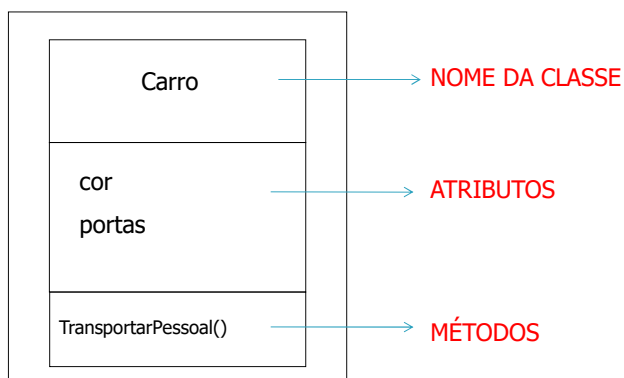 Carro
NOME DA CLASSE
cor
portas
ATRIBUTOS
TransportarPessoal()
MÉTODOS